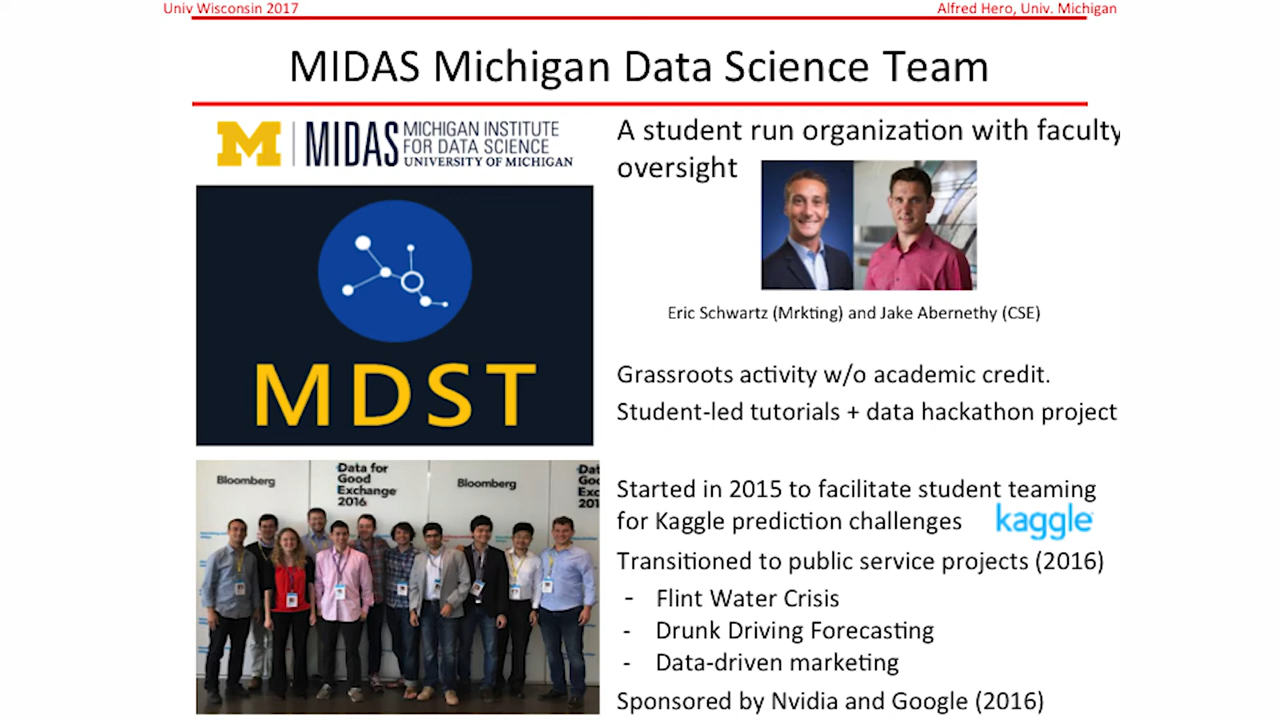 Univ Wisconsin 2017
Alfred Hero, Univ. Michigan
MIDAS Michigan Data Science Team
M
MIDAS
MICHIGAN INSTITUTE
FOR DATA SCIENCE
UNIVERSITY OF MICHIGAN
A student run organization with faculty
oversight
Eric Schwartz (Mrkting) and Jake Abernethy (CSE)
MDST
Grassroots activity w/o academic credit.
Student-led tutorials + data hackathon project
Bloomberg
Data for
Good
Exchange
2016
Bloomberg
Dat
Goo
Exc
201
Started in 2015 to facilitate student teaming
for Kaggle prediction challenges
kaggle
Transitioned to public service projects (2016)
- Flint Water Crisis
- Drunk Driving Forecasting
- Data-driven marketing
Sponsored by Nvidia and Google (2016)